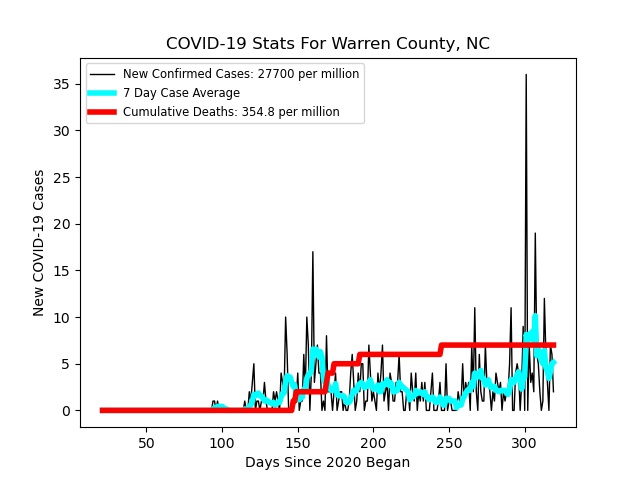 COVID-19 Stats For Warren County, NC
New Confirmed Cases: 27700 per million
7 Day Case Average
Cumulative Deaths: 354.8 per million
New COVID-19 Cases
35
30
25
20
15
10
5
0
50 100 150 200 250 300
Days Since 2020 Began